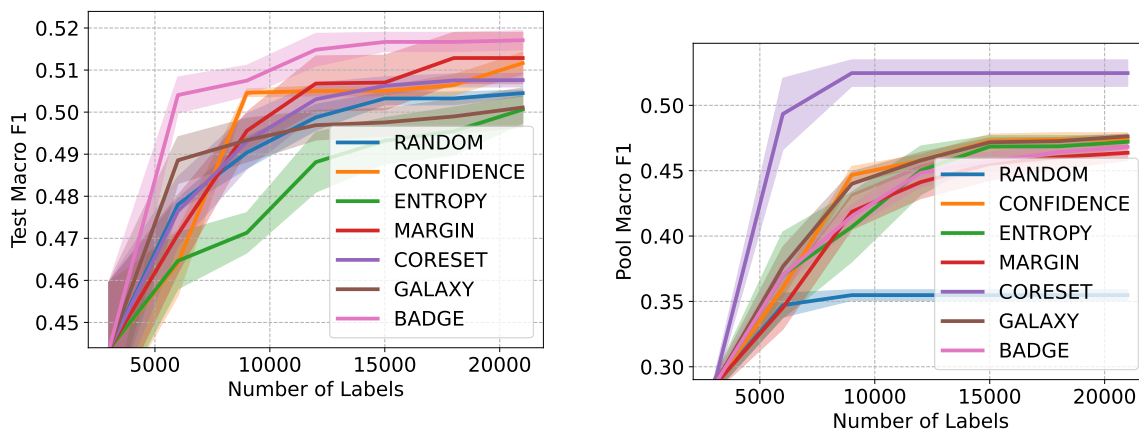 Test Macro F1
0.52
0.51
0.50
0.49
0.48
0.47
0.46
0.45
RANDOM
CONFIDENCE
ENTROPY
MARGIN
CORESET
GALAXY
BADGE
5000 10000 15000 20000
Number of Labels
Pool Macro F1
0.50
0.45
0.40
0.35
0.30
RANDOM
CONFIDENCE
ENTROPY
MARGIN
CORESET
GALAXY
BADGE
5000 10000 15000 20000
Number of Labels